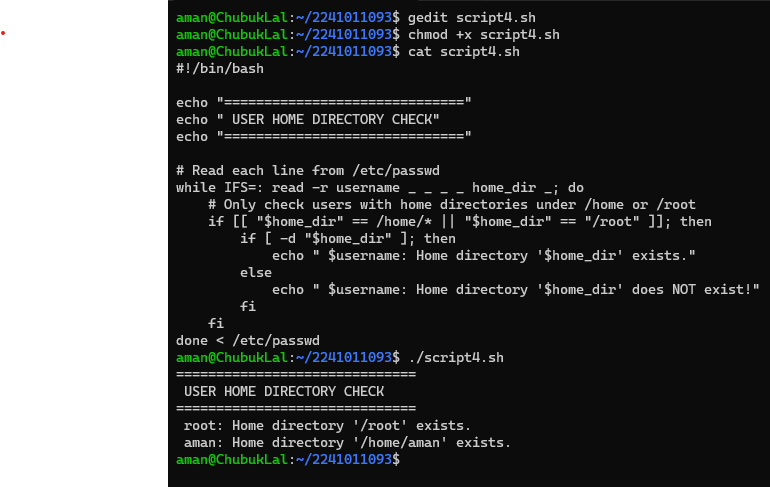 aman@ChubukLal:~/2241011093$ gedit script4.sh
aman@ChubukLal:~/2241011093$ chmod +x script4.sh
aman@ChubukLal:~/2241011093$ cat script4.sh
#!/bin/bash

echo "=============================="
echo " USER HOME DIRECTORY CHECK"
echo "=============================="

# Read each line from /etc/passwd
while IFS=: read -r username _ _ _ _ home_dir _; do
    # Only check users with home directories under /home or /root
    if [[ "$home_dir" == /home/* || "$home_dir" == "/root" ]]; then
        if [ -d "$home_dir" ]; then
            echo " $username: Home directory '$home_dir' exists."
        else
            echo " $username: Home directory '$home_dir' does NOT exist!"
        fi
    fi
done < /etc/passwd
aman@ChubukLal:~/2241011093$ ./script4.sh
==============================
 USER HOME DIRECTORY CHECK
==============================
 root: Home directory '/root' exists.
 aman: Home directory '/home/aman' exists.
aman@ChubukLal:~/2241011093$